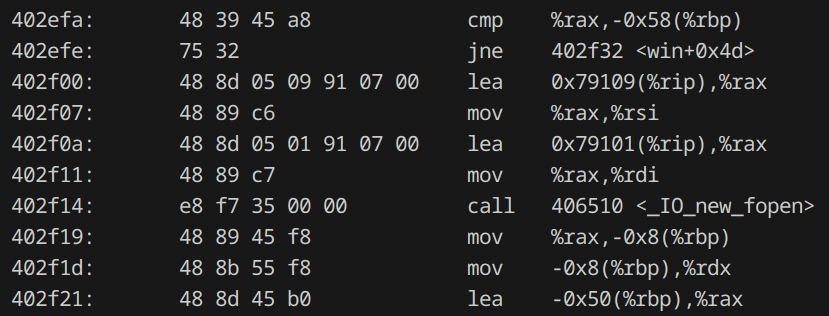 402efa: 48 39 45 a8 cmp %rax,-0x58(%rbp)
402efe: 75 32 jne 402f32 <win+0x4d>
402f00: 48 8d 05 09 91 07 00 lea 0x79109(%rip),%rax
402f07: 48 89 c6 mov %rax,%rsi
402f0a: 48 8d 05 01 91 07 00 lea 0x79101(%rip),%rax
402f11: 48 89 c7 mov %rax,%rdi
402f14: e8 f7 35 00 00 call 406510 <_IO_new_fopen>
402f19: 48 89 45 f8 mov %rax,-0x8(%rbp)
402f1d: 48 8b 55 f8 mov -0x8(%rbp),%rdx
402f21: 48 8d 45 b0 lea -0x50(%rbp),%rax